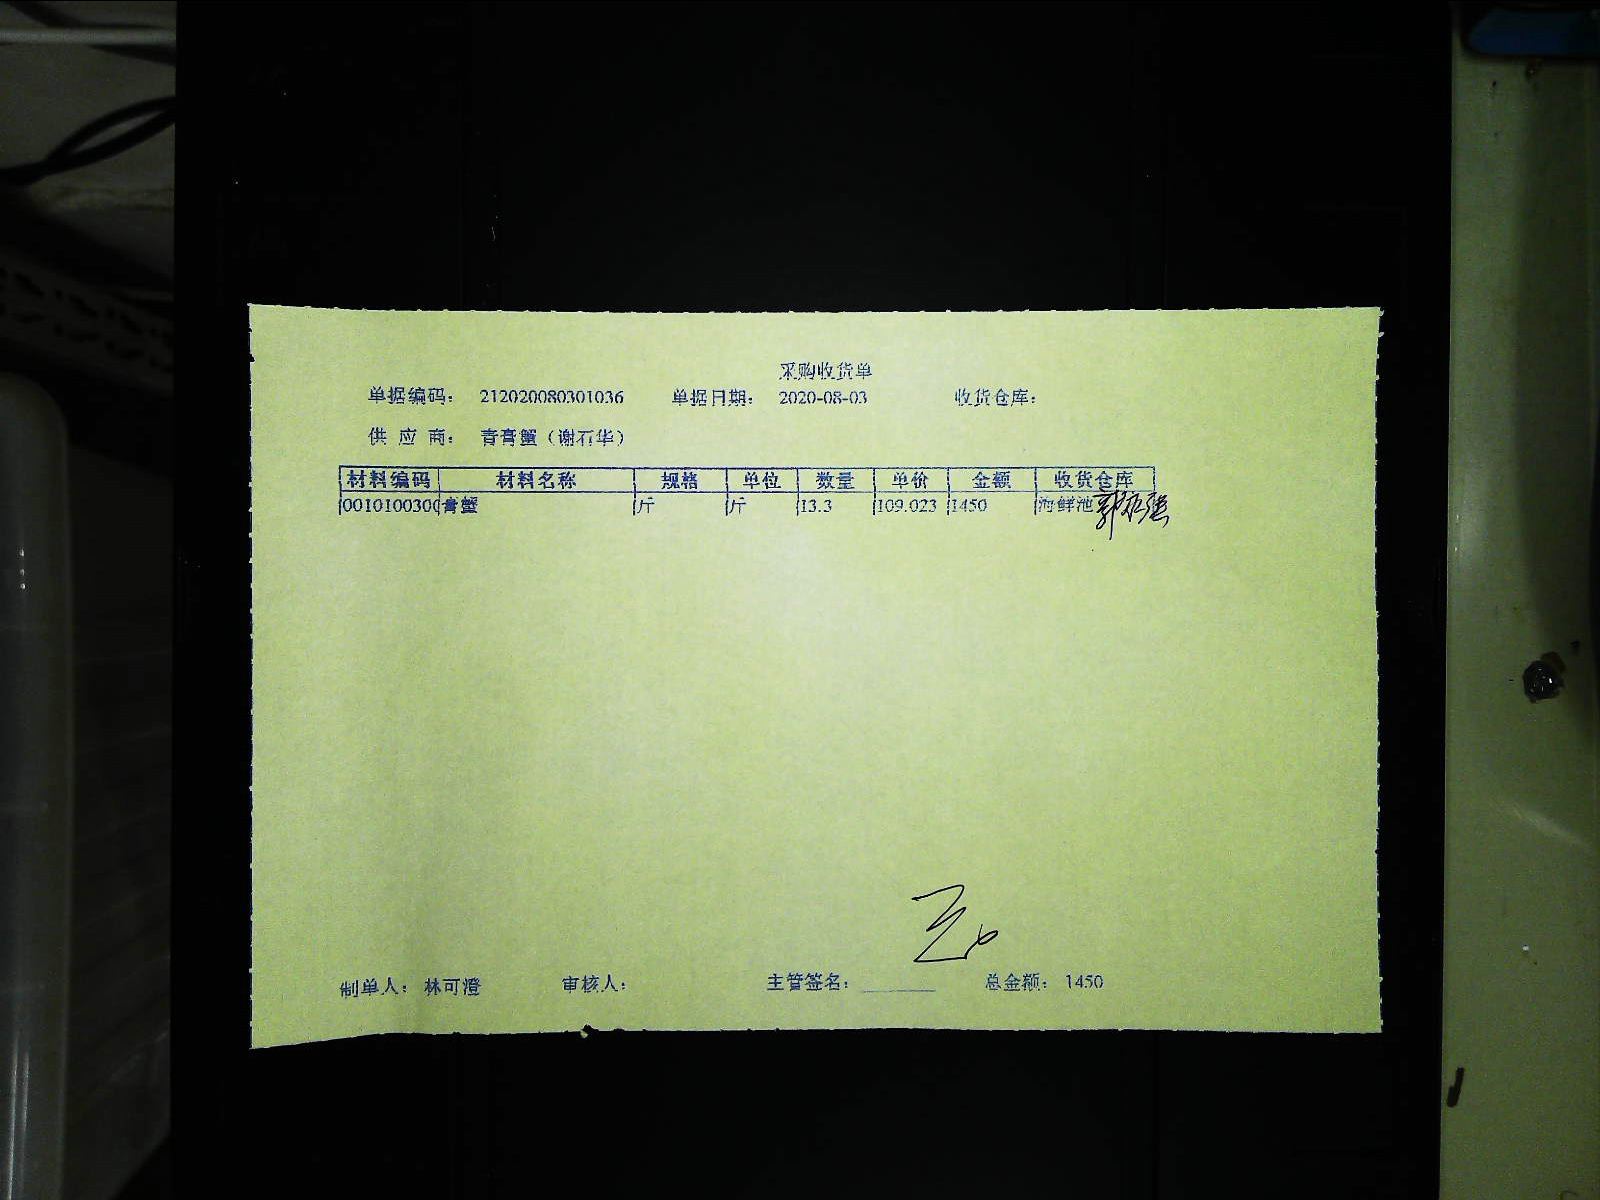 采购收货单
单据编码： 212020080301036 单据日期： 2020-08-03 收货仓库：
供 应 商： 青膏蟹（谢石华）
材料编码 材料名称 规格 单位 数量 单价 金额 收货仓库
0010100300 膏蟹 斤 斤 13.3 109.023 1450 海鲜池
制单人： 林可澄 审核人： 主管签名： 总金额： 1450